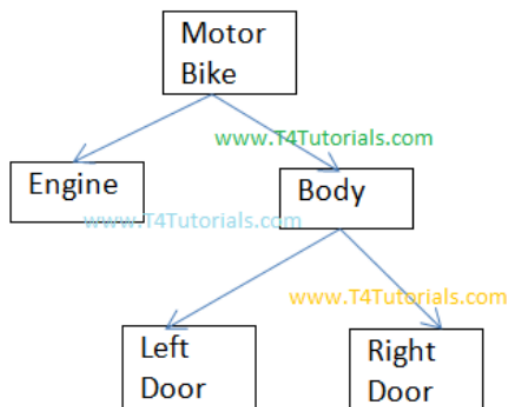 Motor
Bike
www.T4Tutorials.com
Engine
Body
www.T4Tutorials.com
www.T4Tutorials.com
Left
Door
Right
Door